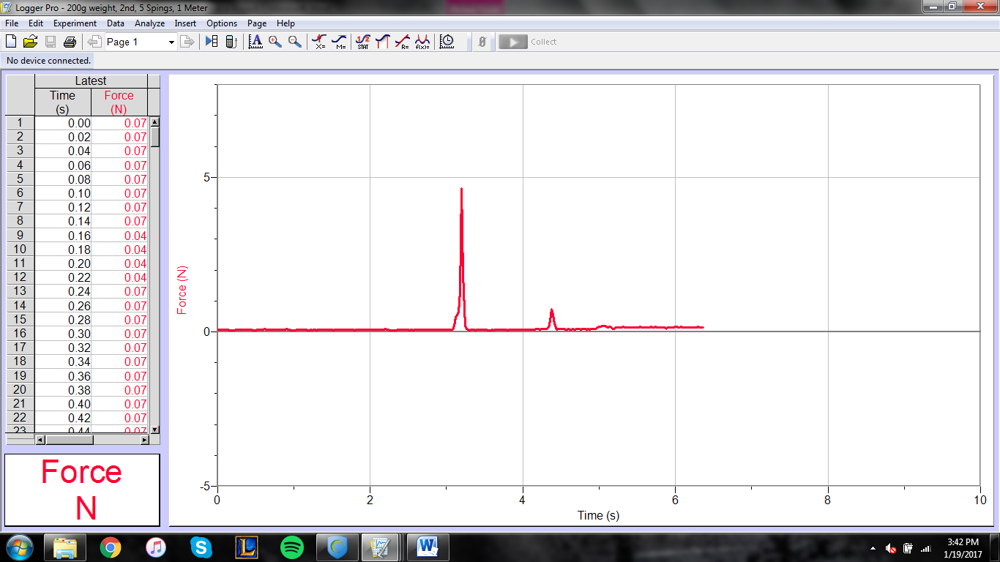 Logger Pro - 200g weight, 2nd, 5 Spings, 1 Meter
File Edit Experiment Data Analyze Insert Options Page Help
Page 1
X= M= STAT R= f(x)=
Collect
No device connected.
Latest
Time Force
(s) (N)
1 0.00 0.07
2 0.02 0.07
3 0.04 0.07
4 0.06 0.07
5 0.08 0.07
6 0.10 0.07
7 0.12 0.07
8 0.14 0.07
9 0.16 0.04
10 0.18 0.04
11 0.20 0.04
12 0.22 0.04
13 0.24 0.07
14 0.26 0.07
15 0.28 0.07
16 0.30 0.07
17 0.32 0.07
18 0.34 0.07
19 0.36 0.07
20 0.38 0.07
21 0.40 0.07
22 0.42 0.07
23 0.44 0.07
Force
N
5
0
-5
Force (N)
0 2 4 6 8 10
Time (s)
3:42 PM
1/19/2017